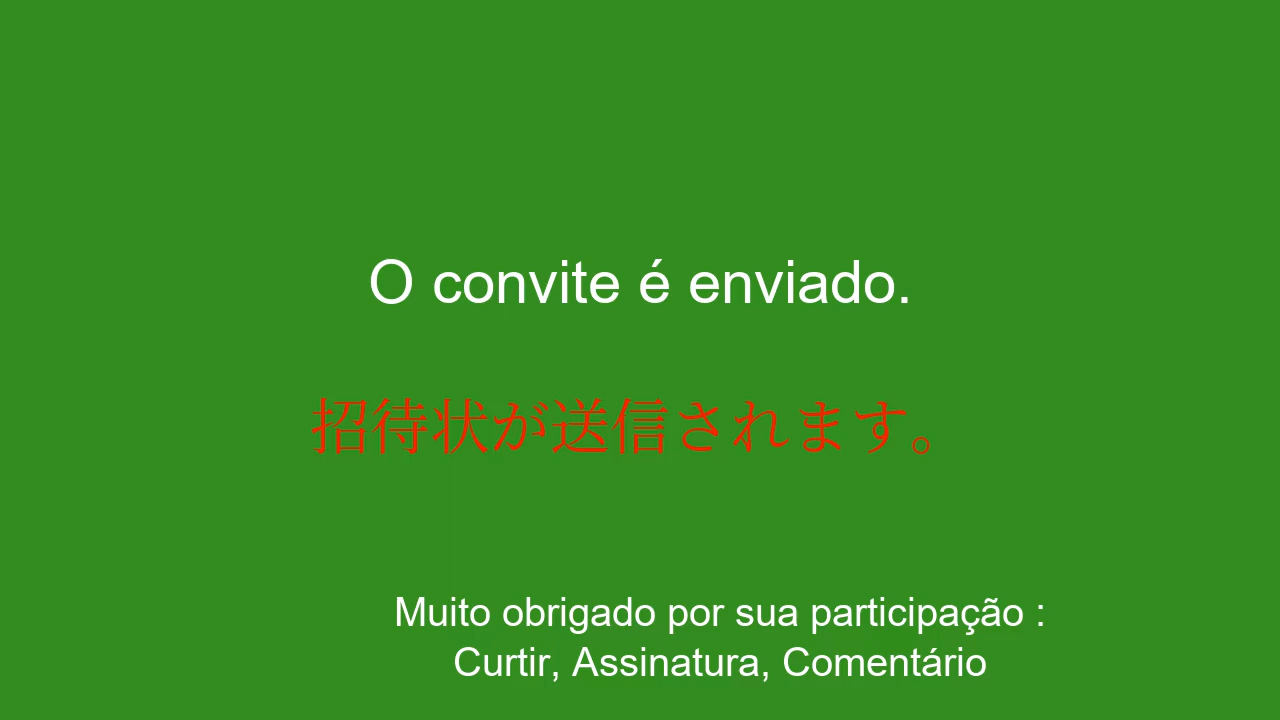 O convite é enviado.
招待状が送信されます。
Muito obrigado por sua participação :
Curtir, Assinatura, Comentário